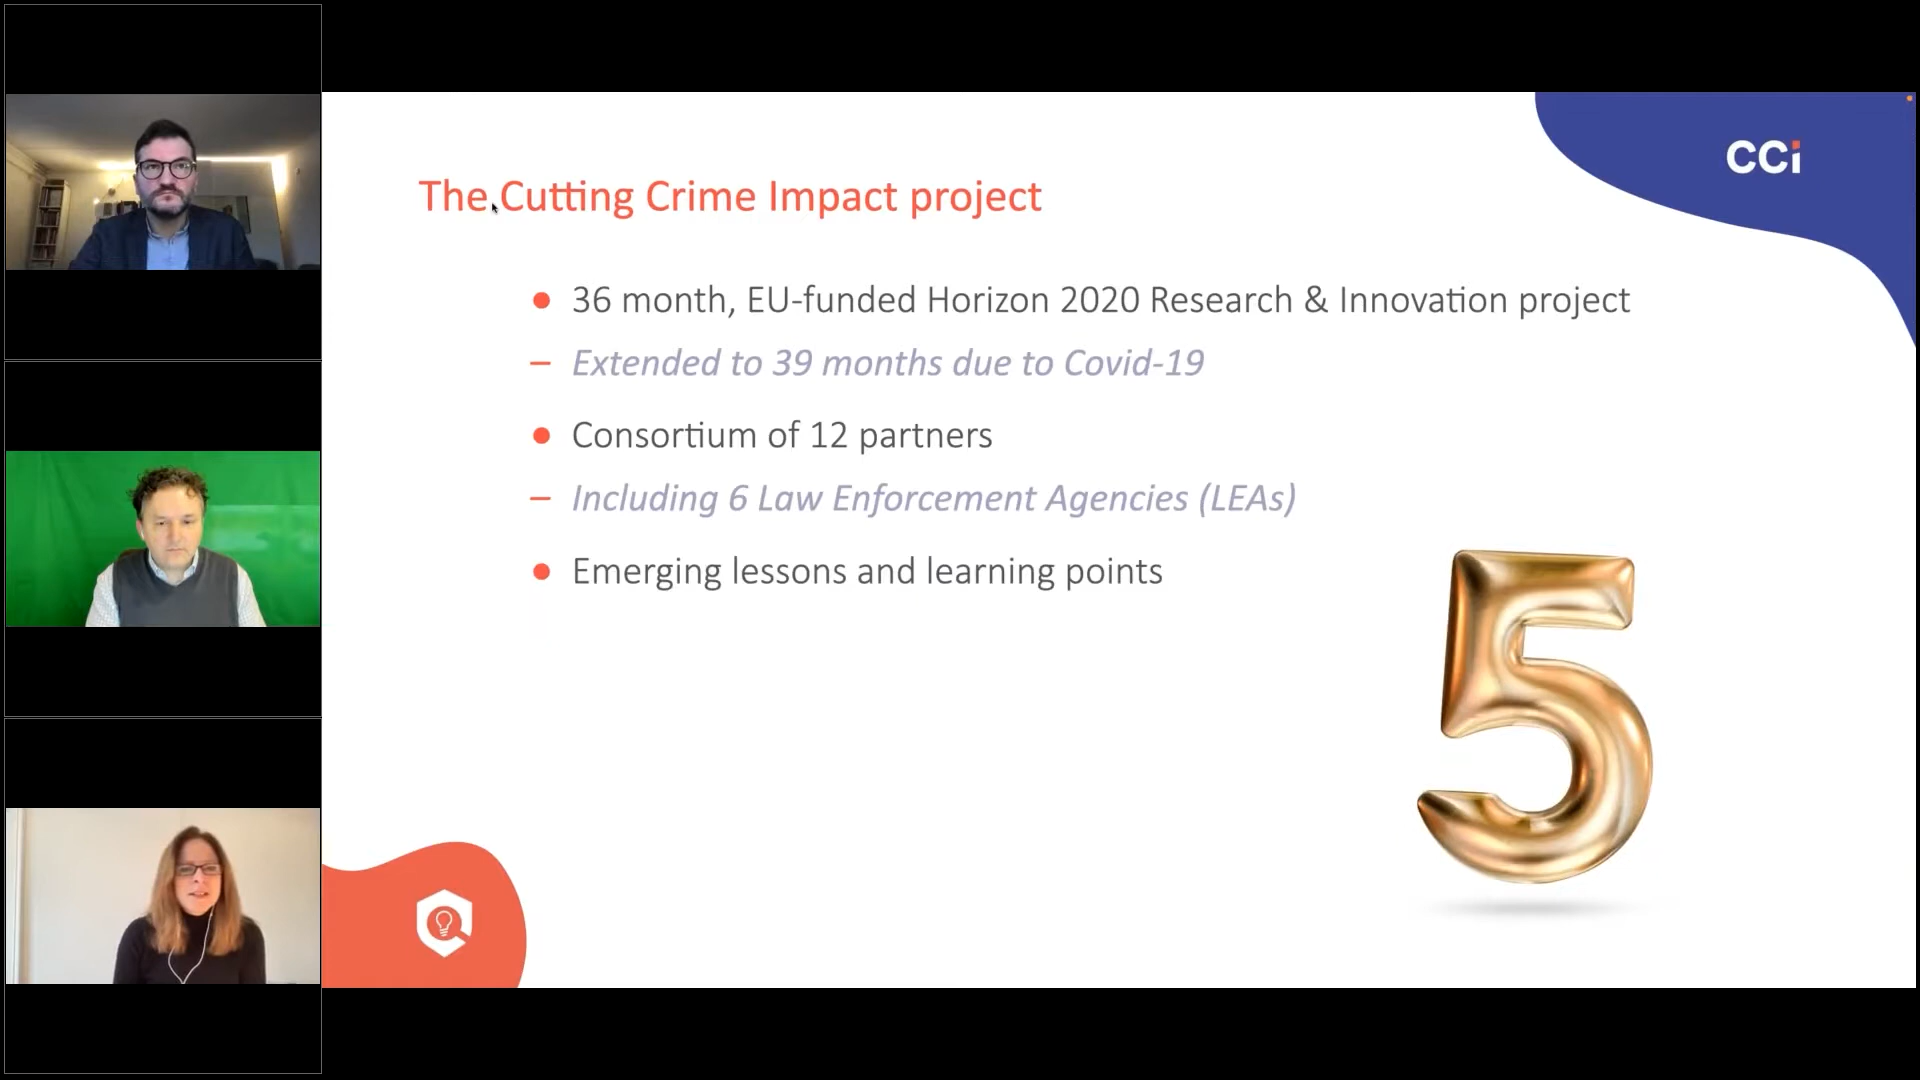 CCi
The Cutting Crime Impact project
36 month, EU-funded Horizon 2020 Research & Innovation project
Extended to 39 months due to Covid-19
Consortium of 12 partners
Including 6 Law Enforcement Agencies (LEAs)
Emerging lessons and learning points
5